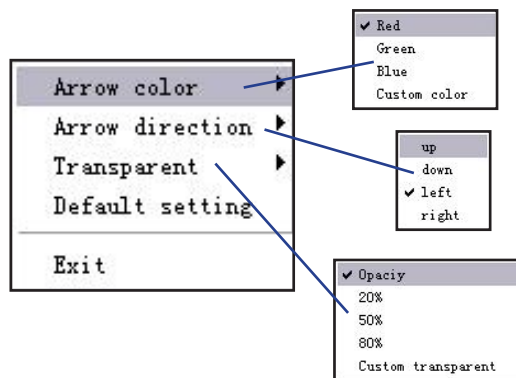 Arrow color
Arrow direction
Transparent
Default setting
Exit
Red
Green
Blue
Custom color
up
down
left
right
Opaciy
20%
50%
80%
Custom transparent